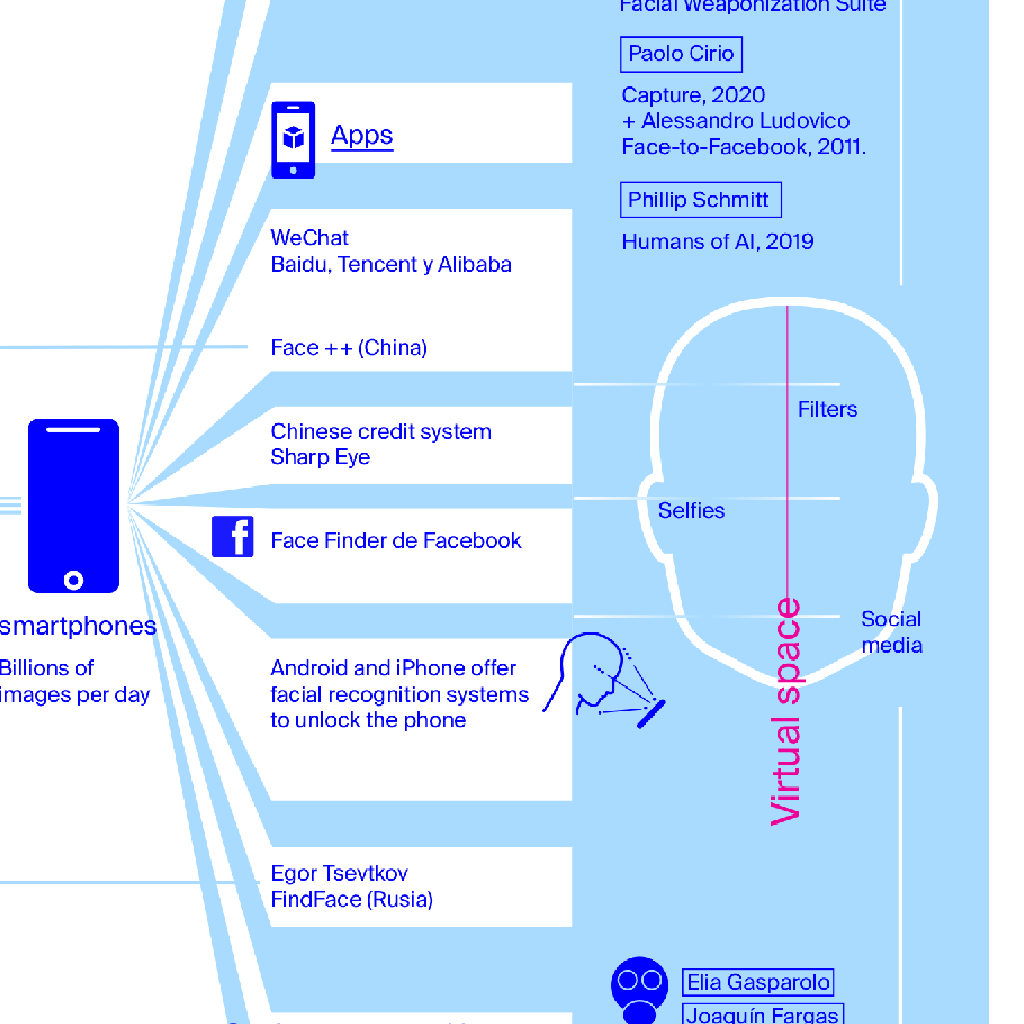 Facial Weaponization Suite
Paolo Cirio
Capture, 2020
+ Alessandro Ludovico
Face-to-Facebook, 2011.
Phillip Schmitt
Humans of AI, 2019
Apps
WeChat
Baidu, Tencent y Alibaba
Face ++ (China)
Chinese credit system
Sharp Eye
Face Finder de Facebook
Android and iPhone offer
facial recognition systems
to unlock the phone
Egor Tsevtkov
FindFace (Rusia)
smartphones
Billions of
images per day
Filters
Selfies
Social
media
Virtual space
Elia Gasparolo
Joaquín Fargas